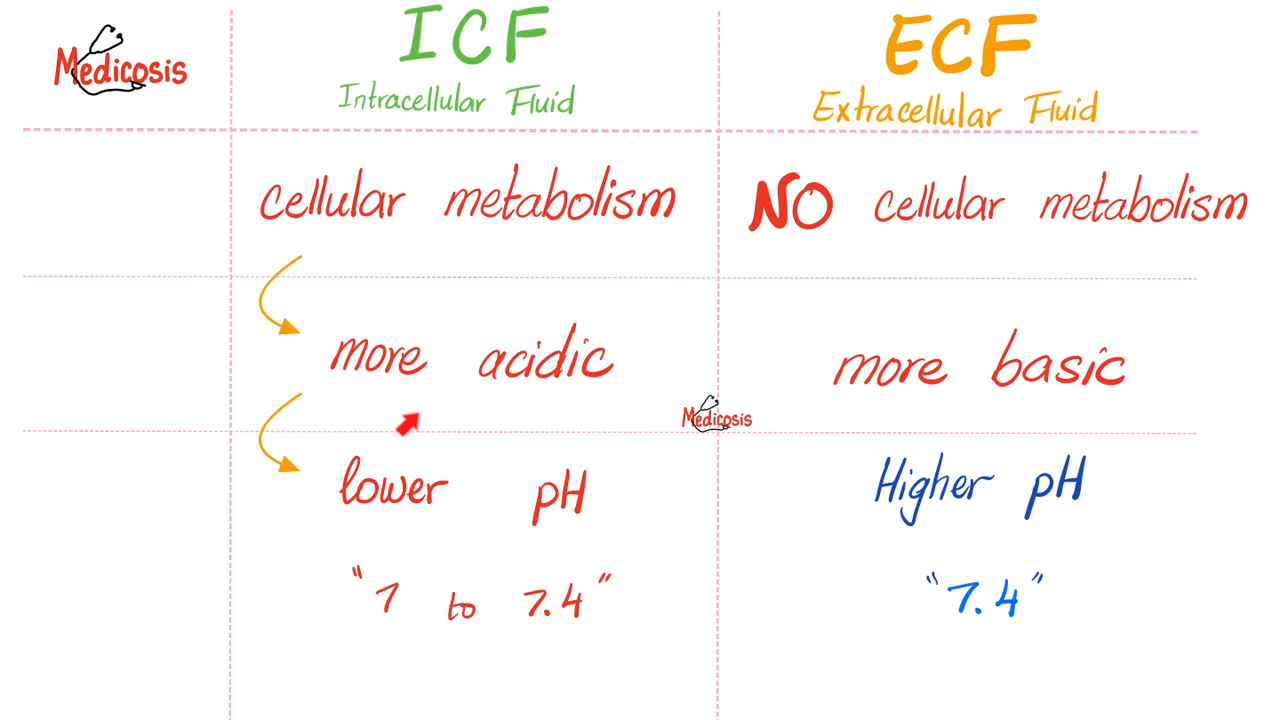 Medicosis
ICF
Intracellular Fluid
ECF
Extracellular Fluid
cellular metabolism
NO cellular metabolism
more acidic
more basic
Medicosis
lower pH
Higher pH
"7 to 7.4"
"7.4"